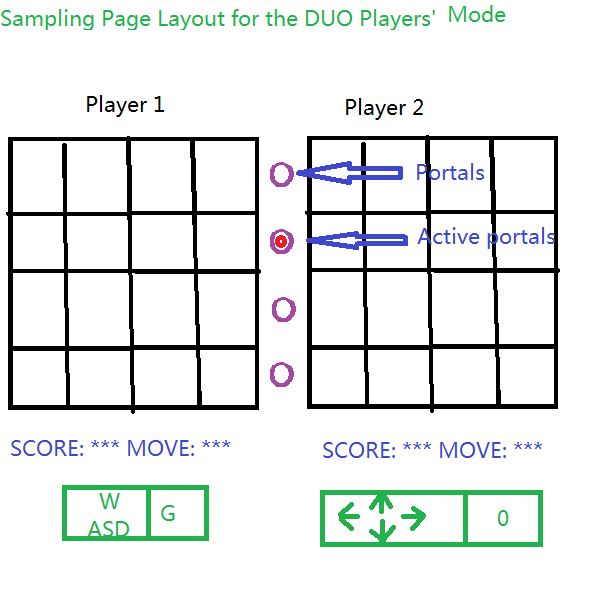 Sampling Page Layout for the DUO Players' Mode
Player 1
Player 2
Portals
Active portals
SCORE: *** MOVE: ***
SCORE: *** MOVE: ***
W
ASD
G
0